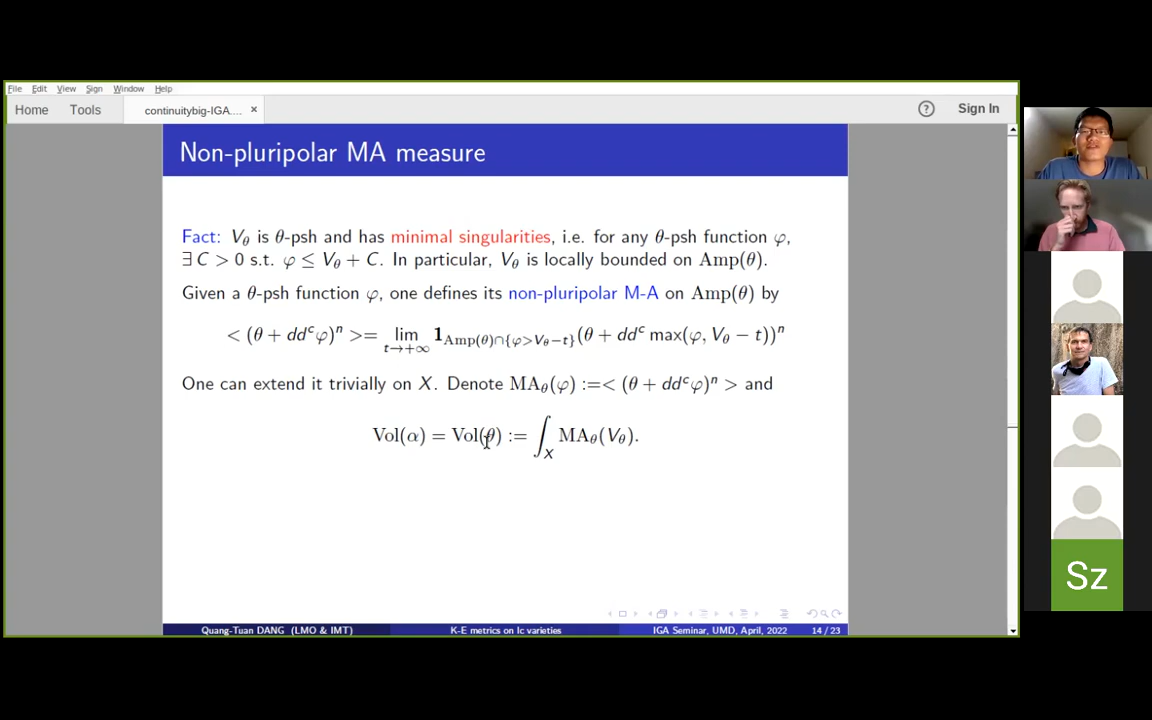 File Edit View Sign Window Help
Home Tools continuitybig-IGA.... × ? Sign In
Non-pluripolar MA measure
Fact: V_θ is θ-psh and has minimal singularities, i.e. for any θ-psh function φ,
∃ C > 0 s.t. φ ≤ V_θ + C. In particular, V_θ is locally bounded on Amp(θ).
Given a θ-psh function φ, one defines its non-pluripolar M-A on Amp(θ) by
< (θ + dd^cφ)^n >= lim_{t→+∞} 1_{Amp(θ)∩{φ>V_θ−t}}(θ + dd^c max(φ, V_θ − t))^n
One can extend it trivially on X. Denote MA_θ(φ) :=< (θ + dd^cφ)^n > and
Vol(α) = Vol(θ) := ∫_X MA_θ(V_θ).
Quang-Tuan DANG (LMO & IMT) K-E metrics on lc varieties IGA Seminar, UMD, April, 2022 14 / 23
Sz